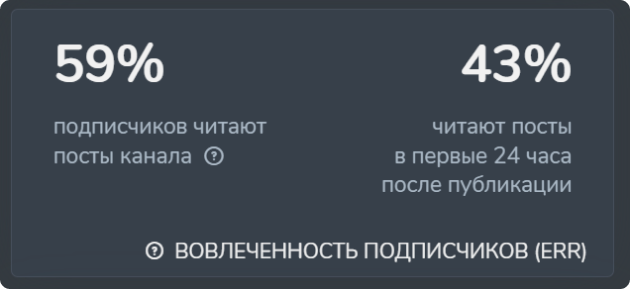 59%
подписчиков читают
посты канала ?
43%
читают посты
в первые 24 часа
после публикации
? ВОВЛЕЧЕННОСТЬ ПОДПИСЧИКОВ (ERR)